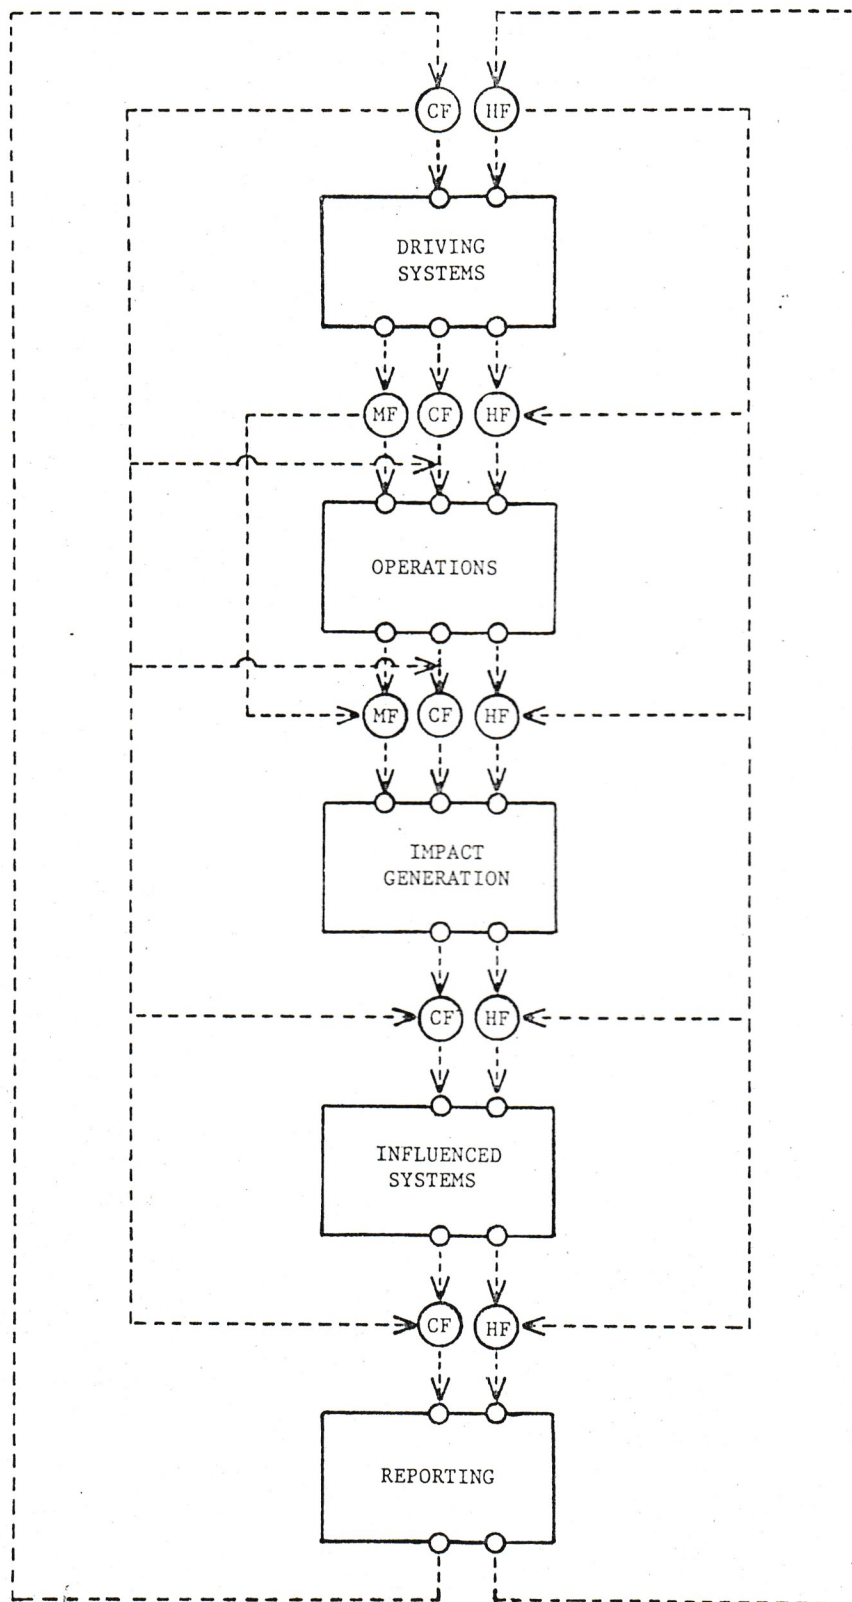 CF HF
DRIVING
SYSTEMS
MF CF HF
OPERATIONS
MF CF HF
IMPACT
GENERATION
CF HF
INFLUENCED
SYSTEMS
CF HF
REPORTING